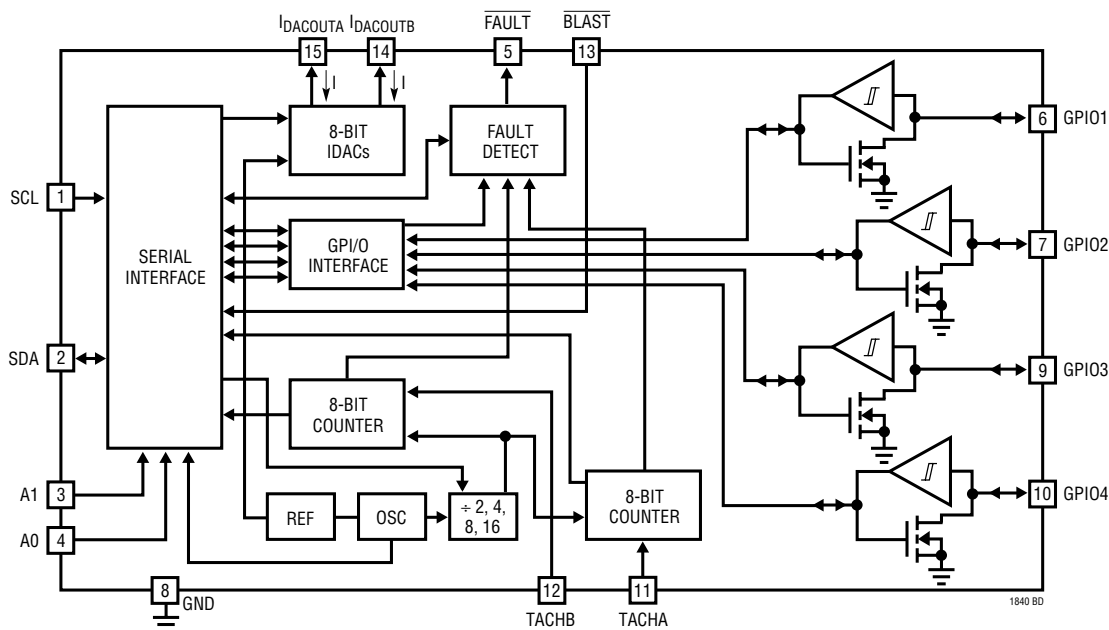 IDACOUTA IDACOUTB FAULT BLAST
15 14 5 13
I I
8-BIT
IDACs
FAULT
DETECT
6 GPIO1
SCL 1
SERIAL
INTERFACE
GPI/O
INTERFACE
7 GPIO2
SDA 2
8-BIT
COUNTER
9 GPIO3
A1 3
A0 4
REF
OSC
÷ 2, 4,
8, 16
8-BIT
COUNTER
10 GPIO4
8 GND
12
TACHB
11
TACHA
1840 BD